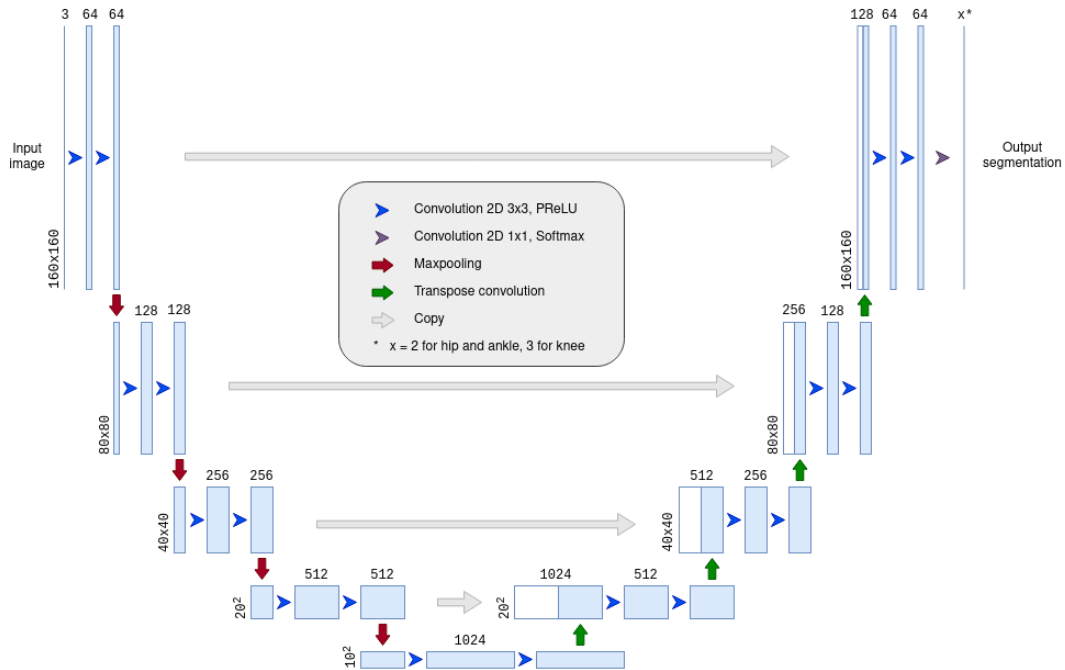 3 64 64
128 64 64 x*
Input
image
Output
segmentation
160x160
160x160
Convolution 2D 3x3, PReLU
Convolution 2D 1x1, Softmax
Maxpooling
Transpose convolution
Copy
* x = 2 for hip and ankle, 3 for knee
128 128
256 128
80x80
80x80
256 256
512 256
40x40
40x40
512 512
1024 512
20²
20²
1024
10²